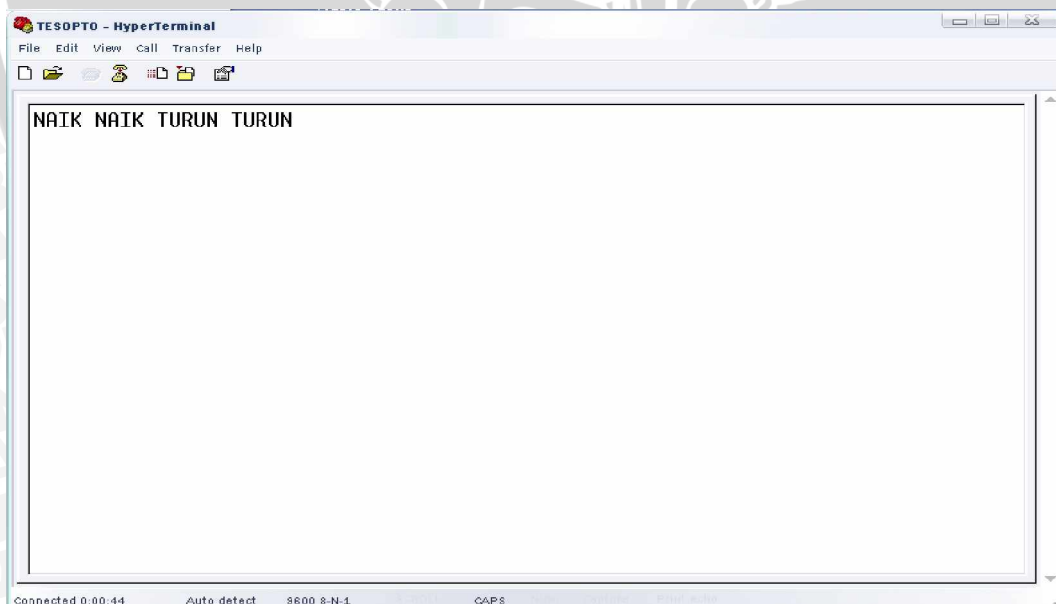 TESOPTO - HyperTerminal
File Edit View Call Transfer Help
NAIK NAIK TURUN TURUN
Connected 0:00:44 Auto detect 9600 8-N-1 CAPS